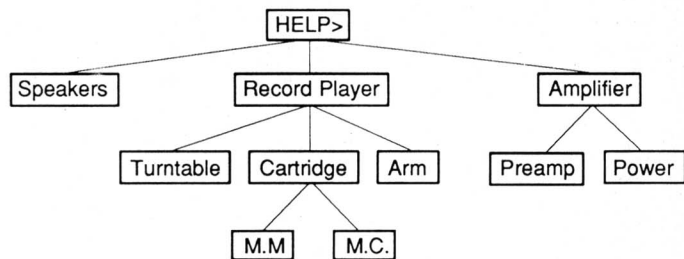 HELP>
Speakers
Record Player
Amplifier
Turntable
Cartridge
Arm
Preamp
Power
M.M
M.C.